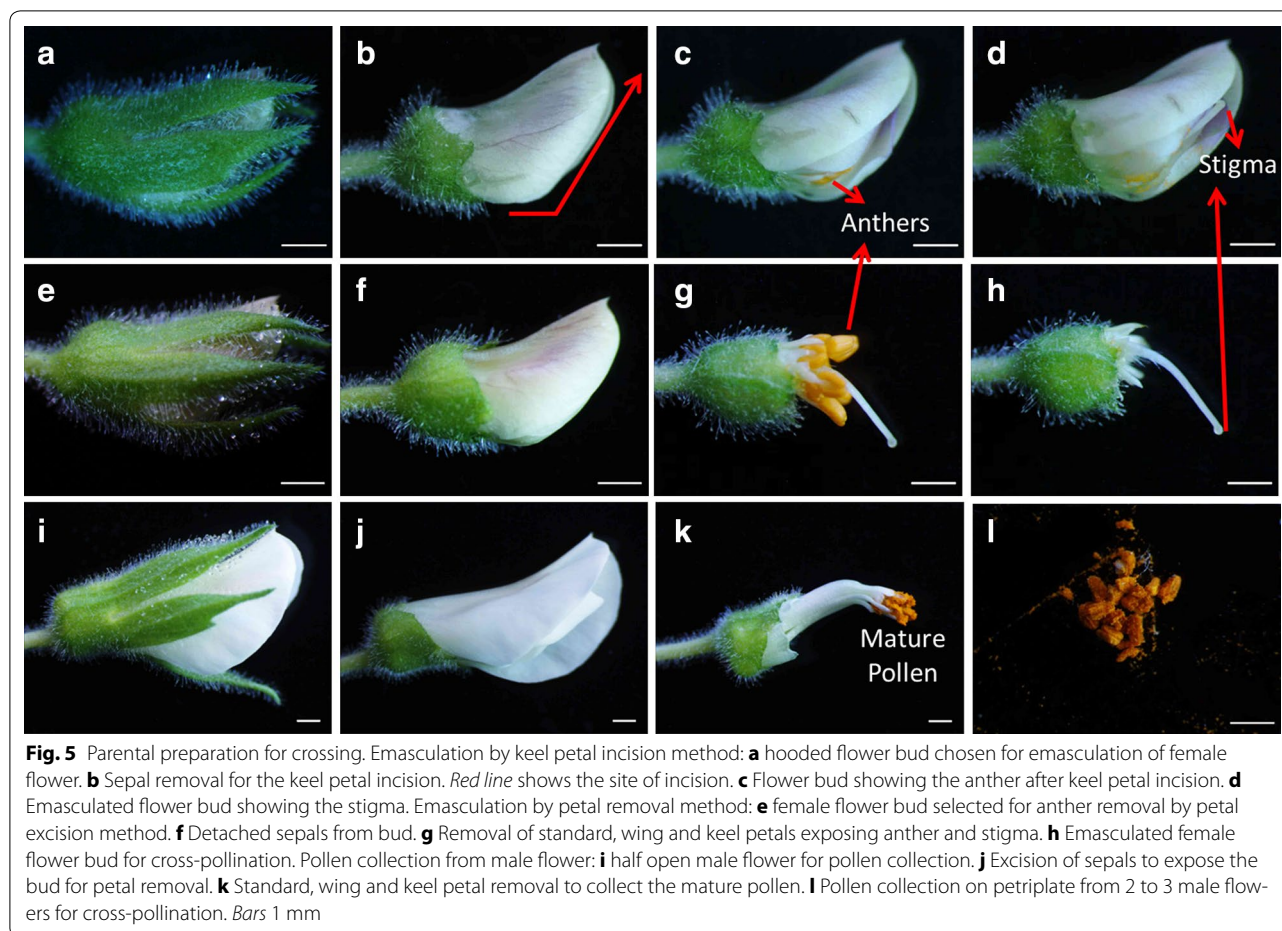 a
b
c
d
Stigma
Anthers
e
f
g
h
i
j
k
l
Mature
Pollen
Fig. 5 Parental preparation for crossing. Emasculation by keel petal incision method: a hooded flower bud chosen for emasculation of female
flower. b Sepal removal for the keel petal incision. Red line shows the site of incision. c Flower bud showing the anther after keel petal incision. d
Emasculated flower bud showing the stigma. Emasculation by petal removal method: e female flower bud selected for anther removal by petal
excision method. f Detached sepals from bud. g Removal of standard, wing and keel petals exposing anther and stigma. h Emasculated female
flower bud for cross-pollination. Pollen collection from male flower: i half open male flower for pollen collection. j Excision of sepals to expose the
bud for petal removal. k Standard, wing and keel petal removal to collect the mature pollen. l Pollen collection on petriplate from 2 to 3 male flow-
ers for cross-pollination. Bars 1 mm